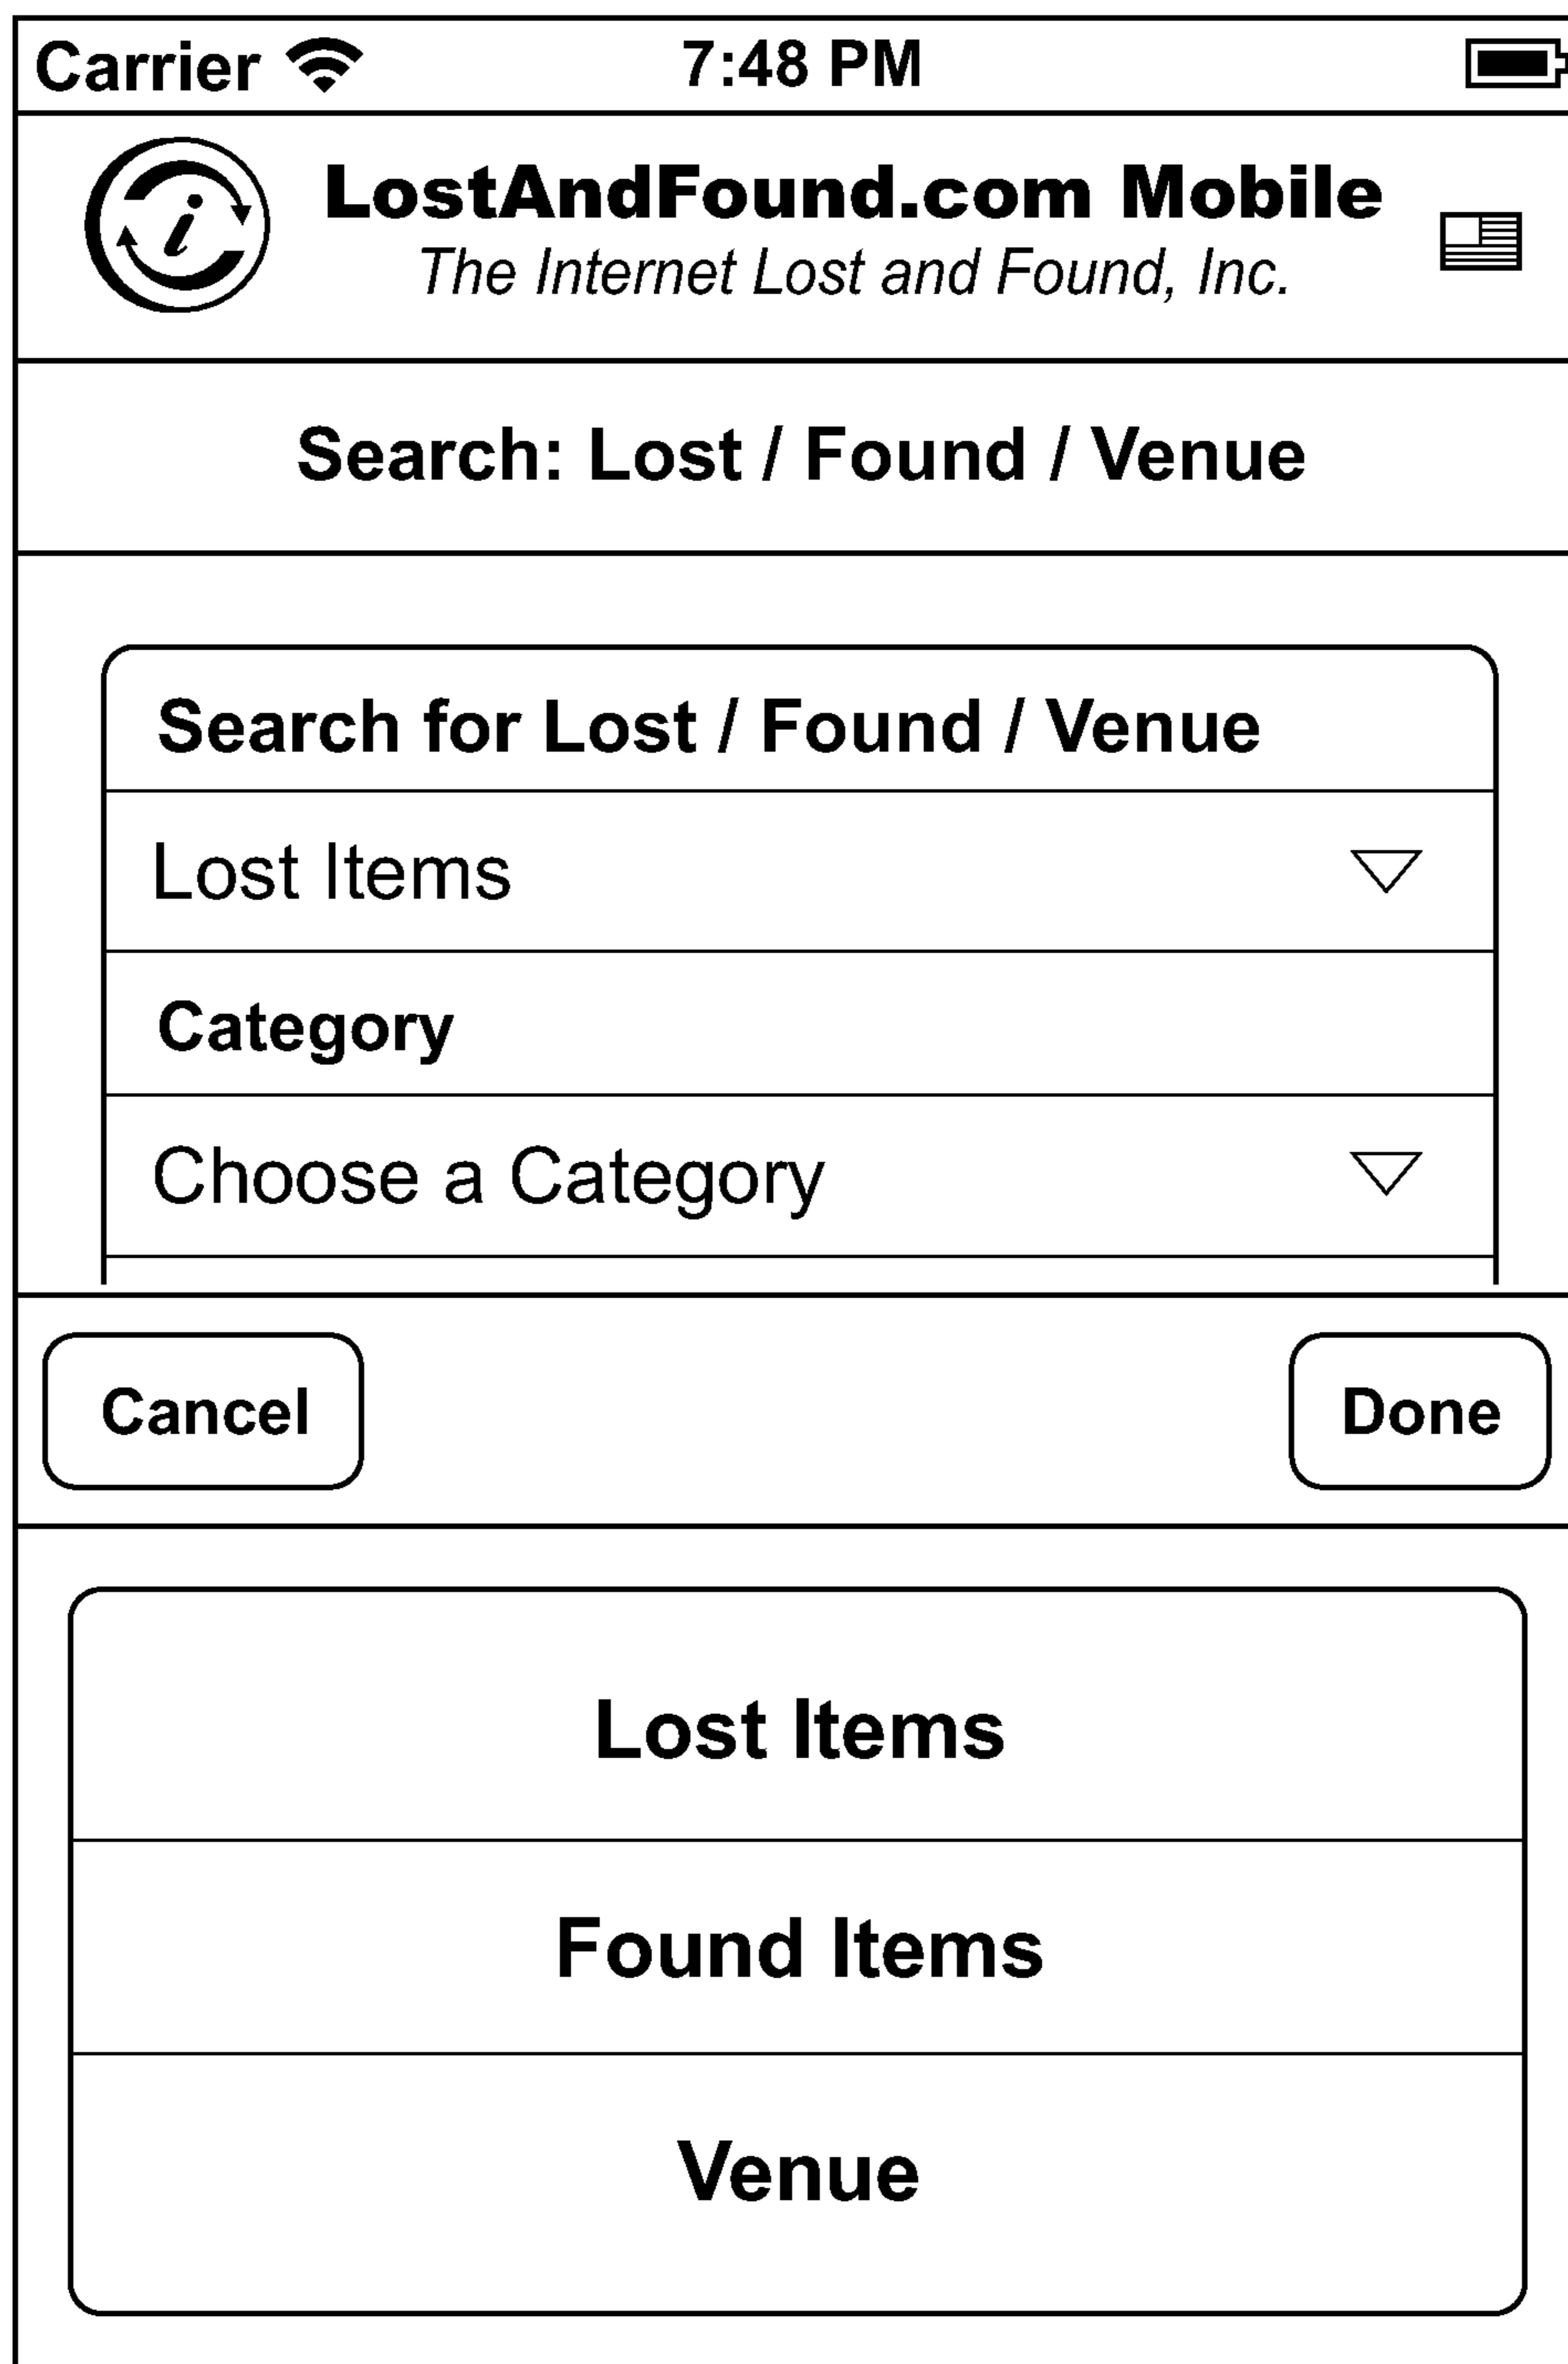 Carrier 7:48 PM
i
LostAndFound.com Mobile
The Internet Lost and Found, Inc.
Search: Lost / Found / Venue
Search for Lost / Found / Venue
Lost Items
Category
Choose a Category
Cancel Done
Lost Items
Found Items
Venue